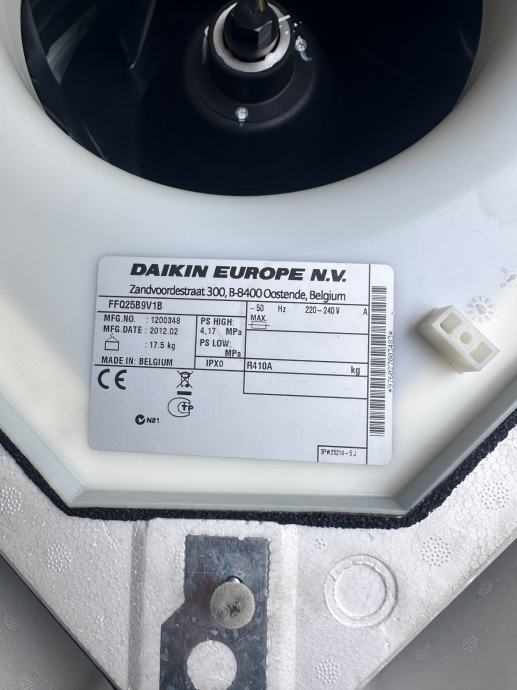 DAIKIN EUROPE N.V.
Zandvoordestraat 300, B-8400 Oostende, Belgium
FFQ25B9V1B
~ 50 Hz 220-240 V A
MFG.NO. : 1200348
MFG.DATE : 2012.02
: 17.5 kg
MADE IN: BELGIUM
PS HIGH:
4,17 MPa
PS LOW:
MPa
IPX0
MAX.
R410A kg
CE
N81
3PW25214-5J